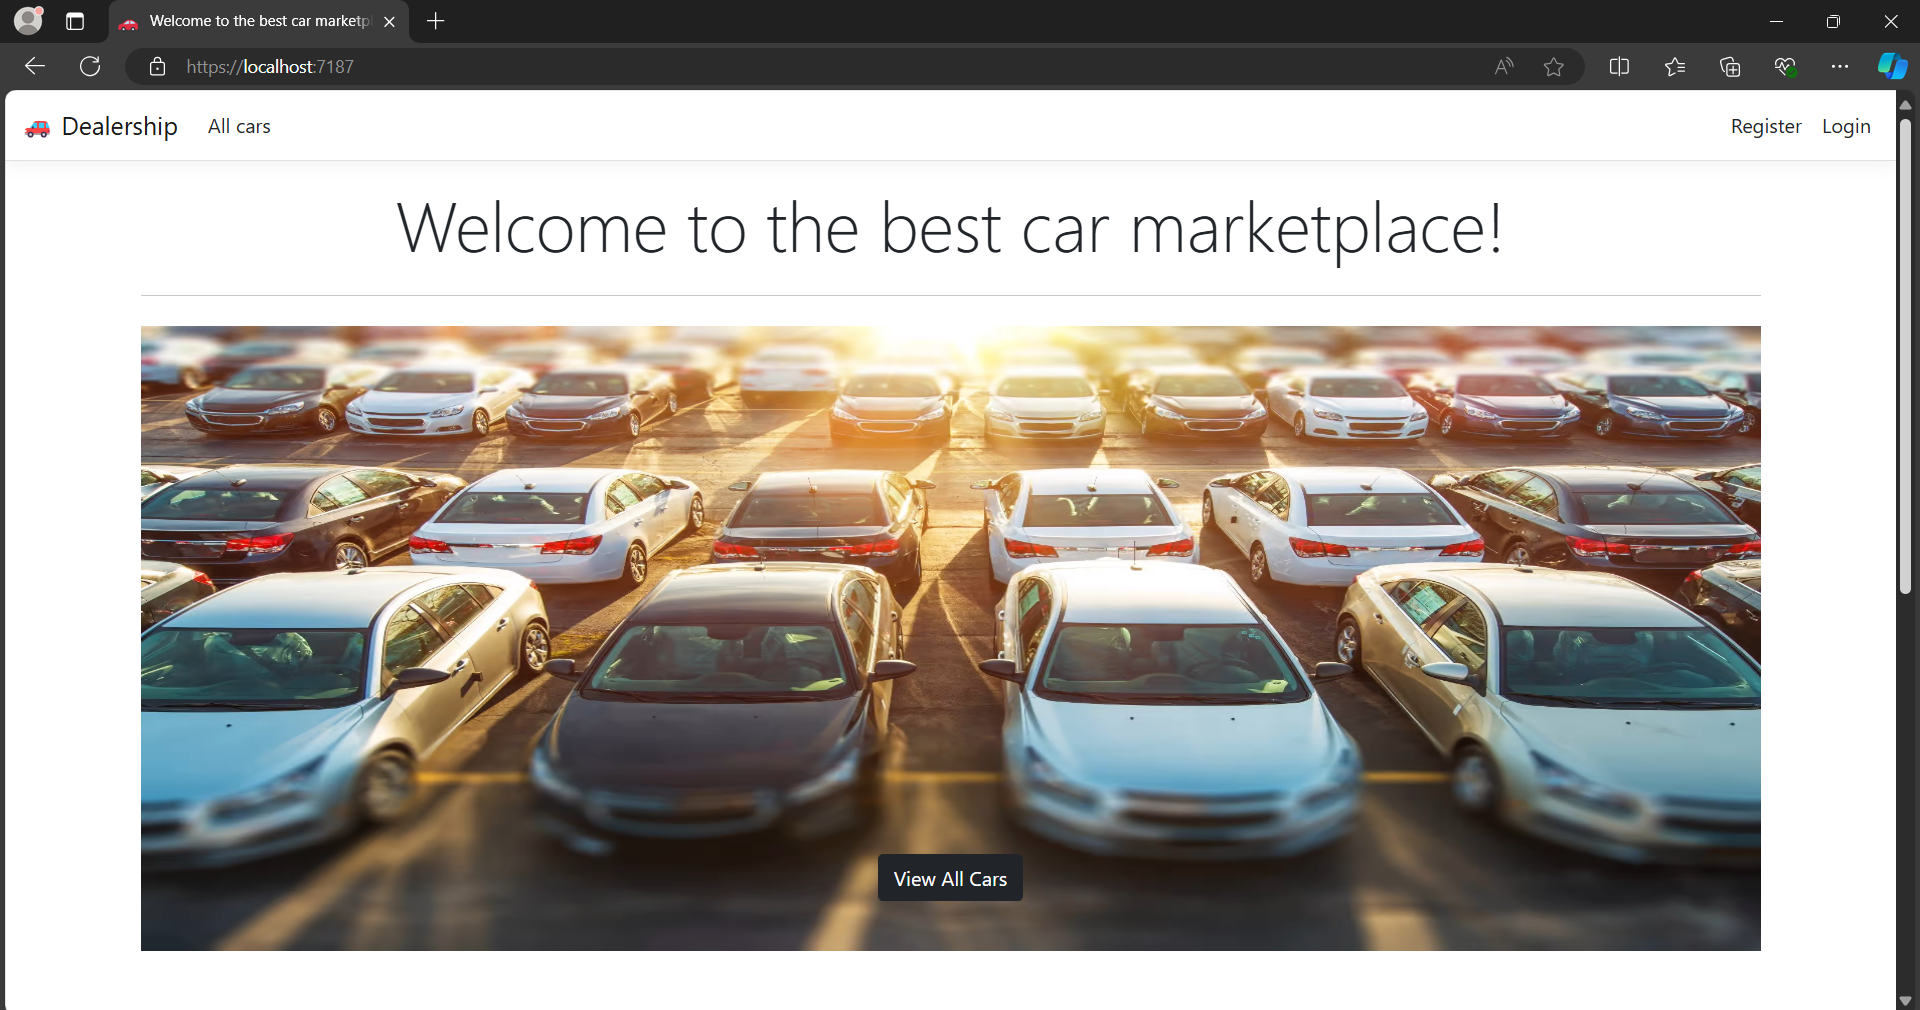 Welcome to the best car marketpl
https://localhost:7187
Dealership All cars Register Login
Welcome to the best car marketplace!
View All Cars